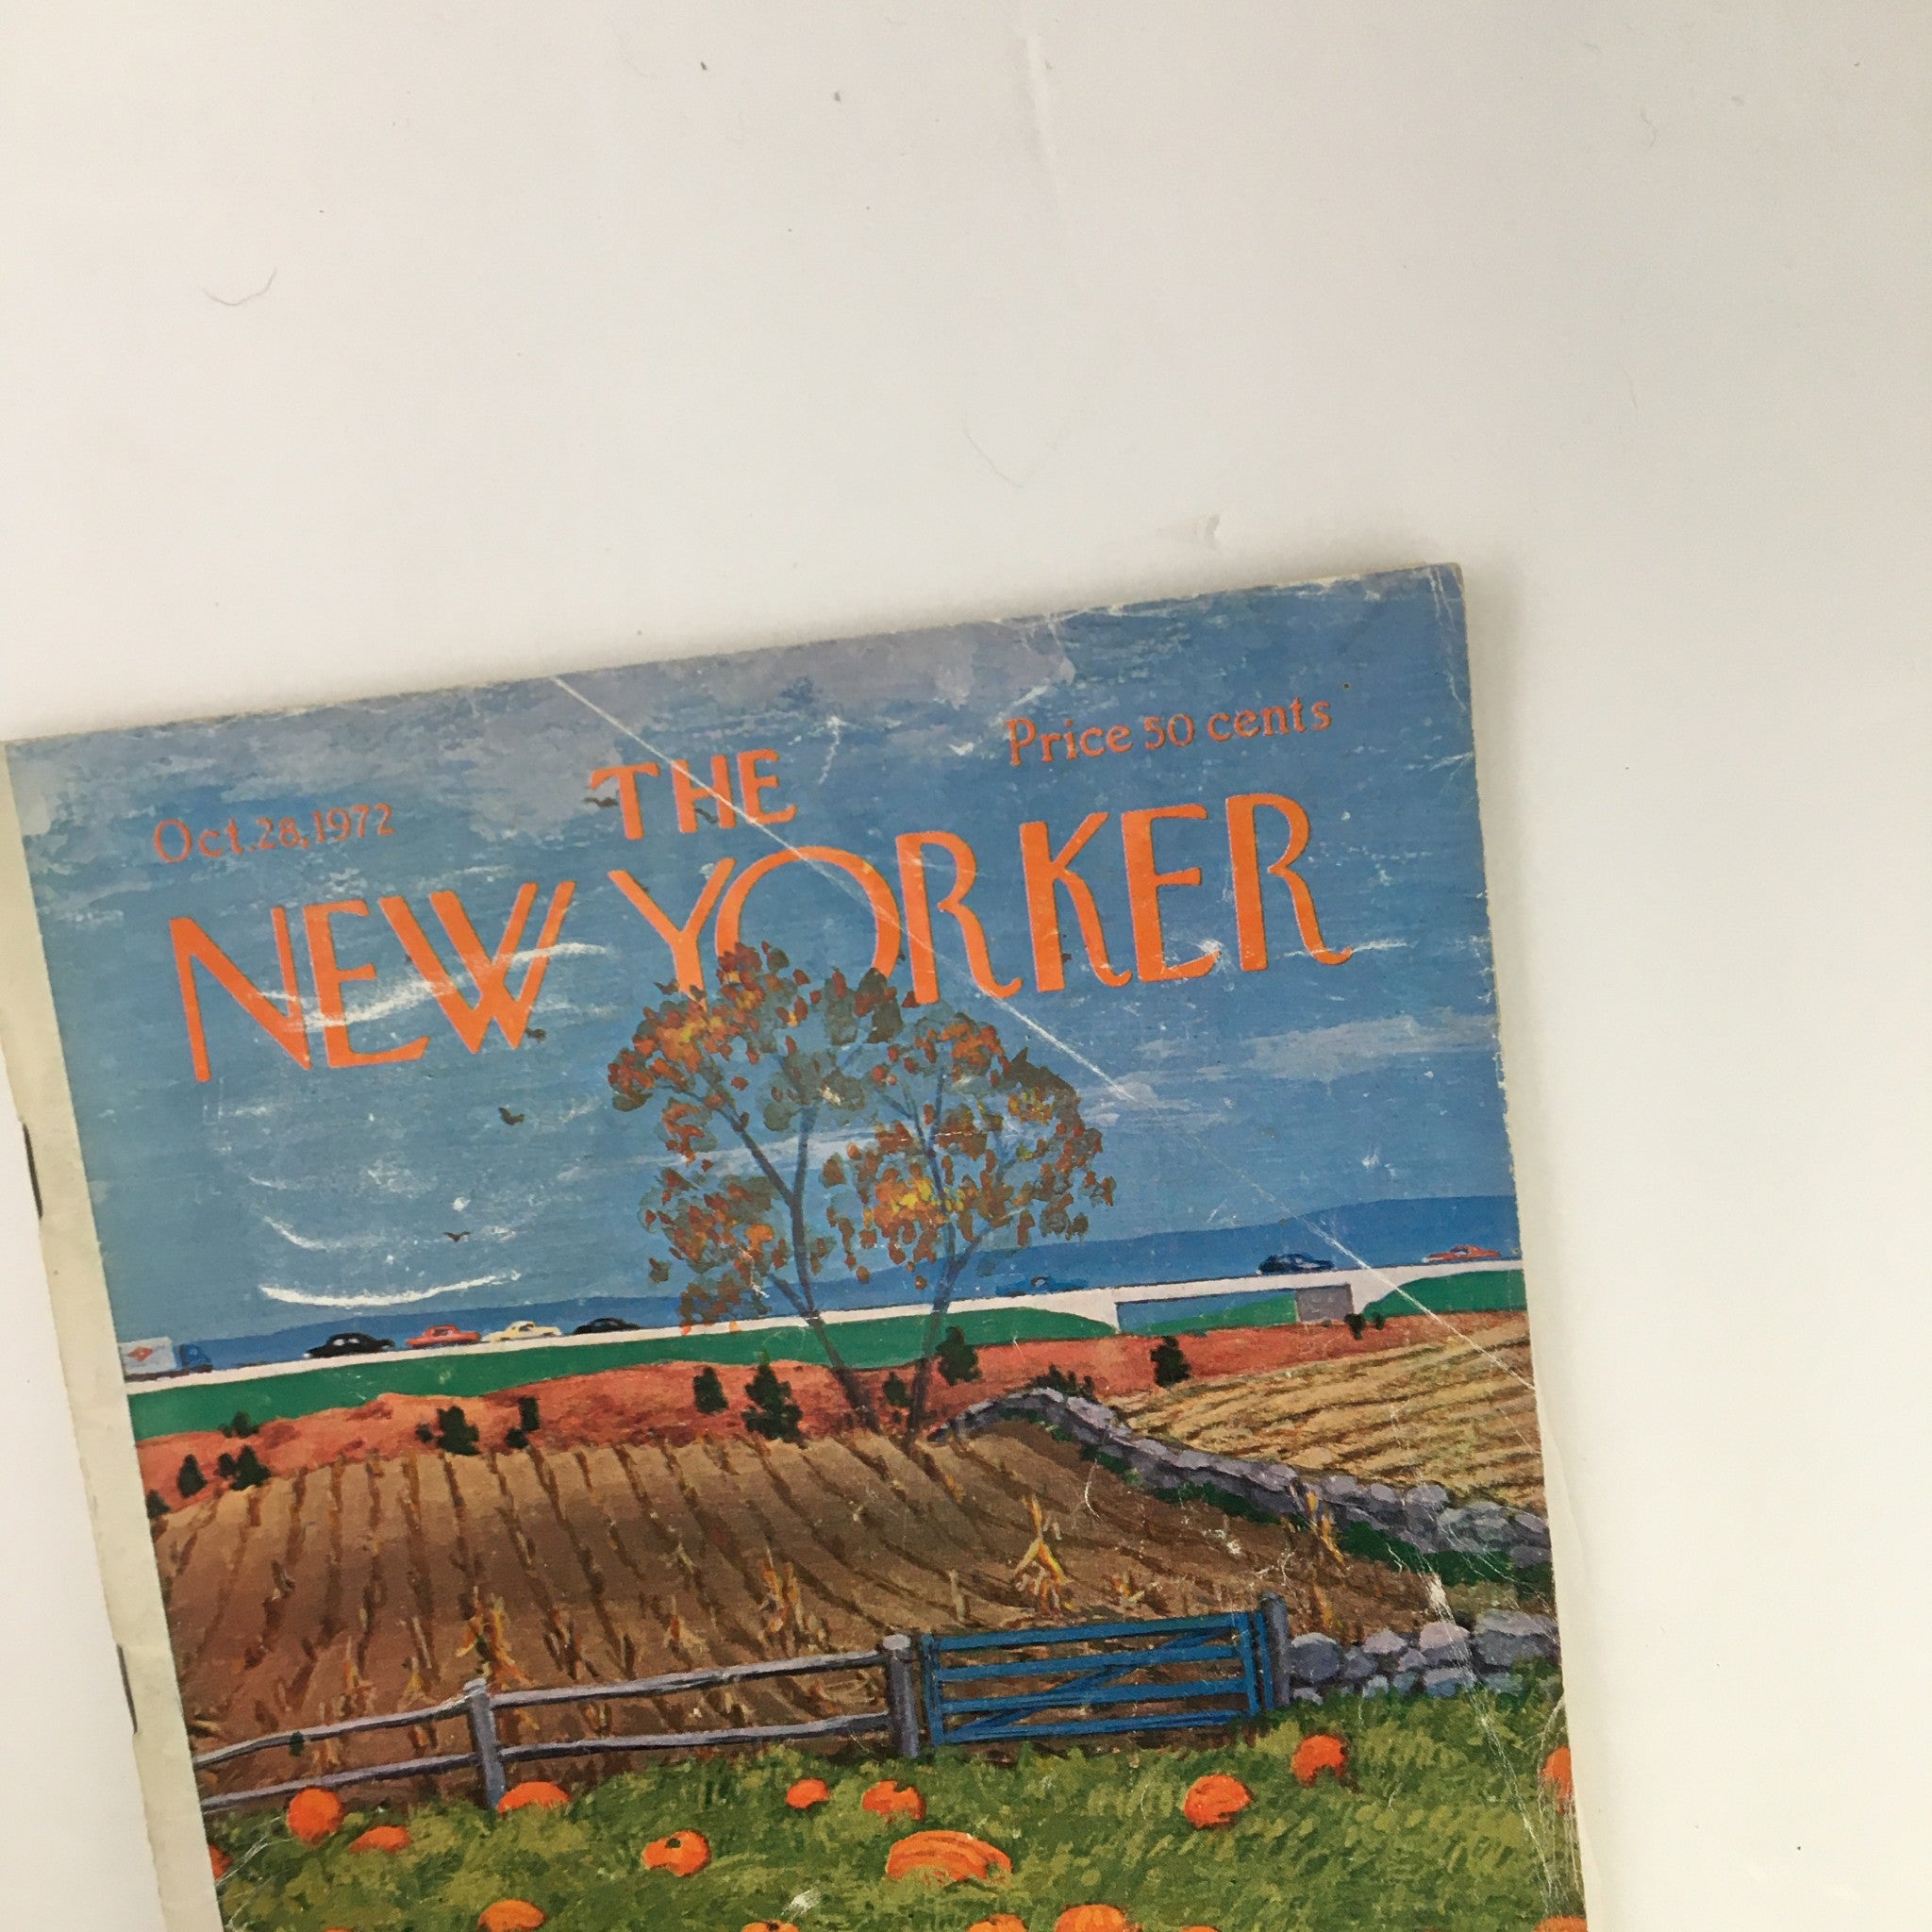 Price 50 cents
Oct. 28, 1972
THE
NEW YORKER